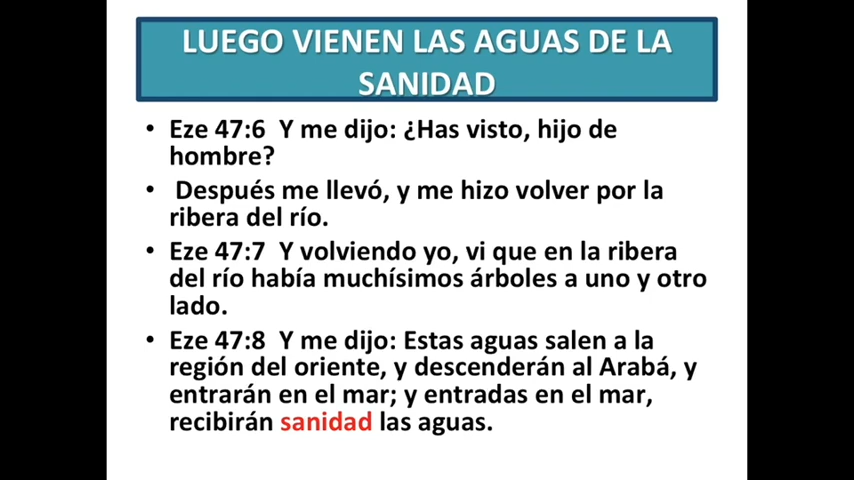 LUEGO VIENEN LAS AGUAS DE LA
SANIDAD
• Eze 47:6 Y me dijo: ¿Has visto, hijo de
hombre?
• Después me llevó, y me hizo volver por la
ribera del río.
• Eze 47:7 Y volviendo yo, vi que en la ribera
del río había muchísimos árboles a uno y otro
lado.
• Eze 47:8 Y me dijo: Estas aguas salen a la
región del oriente, y descenderán al Arabá, y
entrarán en el mar; y entradas en el mar,
recibirán sanidad las aguas.